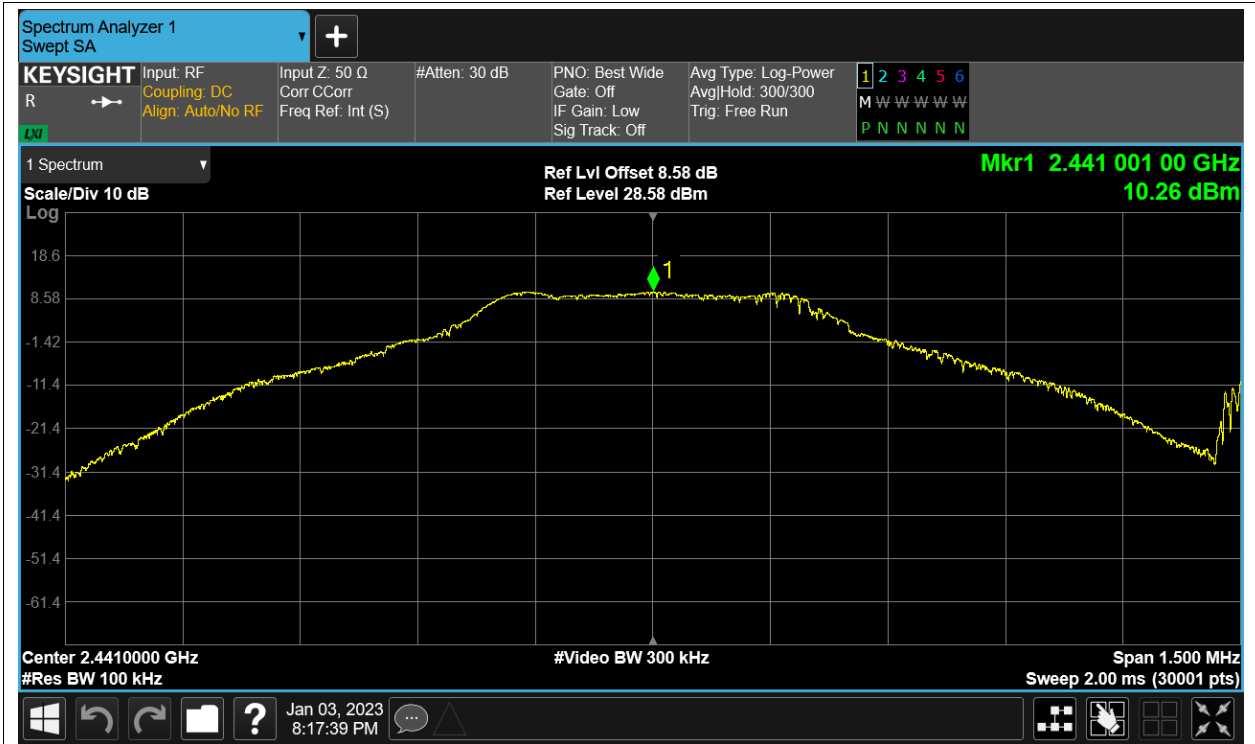 Spectrum Analyzer 1
Swept SA
KEYSIGHT
R
LXI
Input: RF
Coupling: DC
Align: Auto/No RF
Input Z: 50 Ω
Corr CCorr
Freq Ref: Int (S)
#Atten: 30 dB
PNO: Best Wide
Gate: Off
IF Gain: Low
Sig Track: Off
Avg Type: Log-Power
Avg|Hold: 300/300
Trig: Free Run
1 2 3 4 5 6
M W W W W W
P N N N N N
1 Spectrum
Scale/Div 10 dB
Log
Ref Lvl Offset 8.58 dB
Ref Level 28.58 dBm
Mkr1 2.441 001 00 GHz
10.26 dBm
18.6
8.58
-1.42
-11.4
-21.4
-31.4
-41.4
-51.4
-61.4
1
Center 2.4410000 GHz
#Res BW 100 kHz
#Video BW 300 kHz
Span 1.500 MHz
Sweep 2.00 ms (30001 pts)
?
Jan 03, 2023
8:17:39 PM